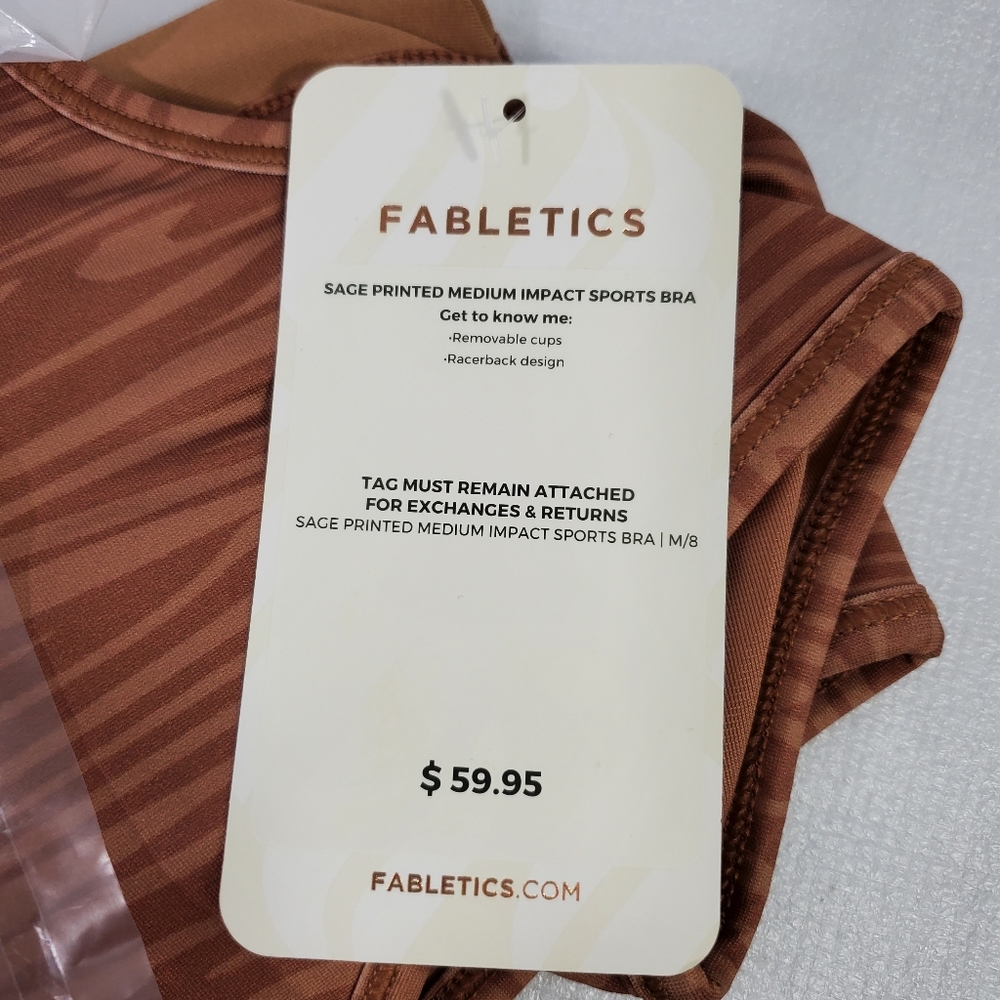 FABLETICS
SAGE PRINTED MEDIUM IMPACT SPORTS BRA
Get to know me:
·Removable cups
·Racerback design
TAG MUST REMAIN ATTACHED
FOR EXCHANGES & RETURNS
SAGE PRINTED MEDIUM IMPACT SPORTS BRA | M/8
$ 59.95
FABLETICS.COM